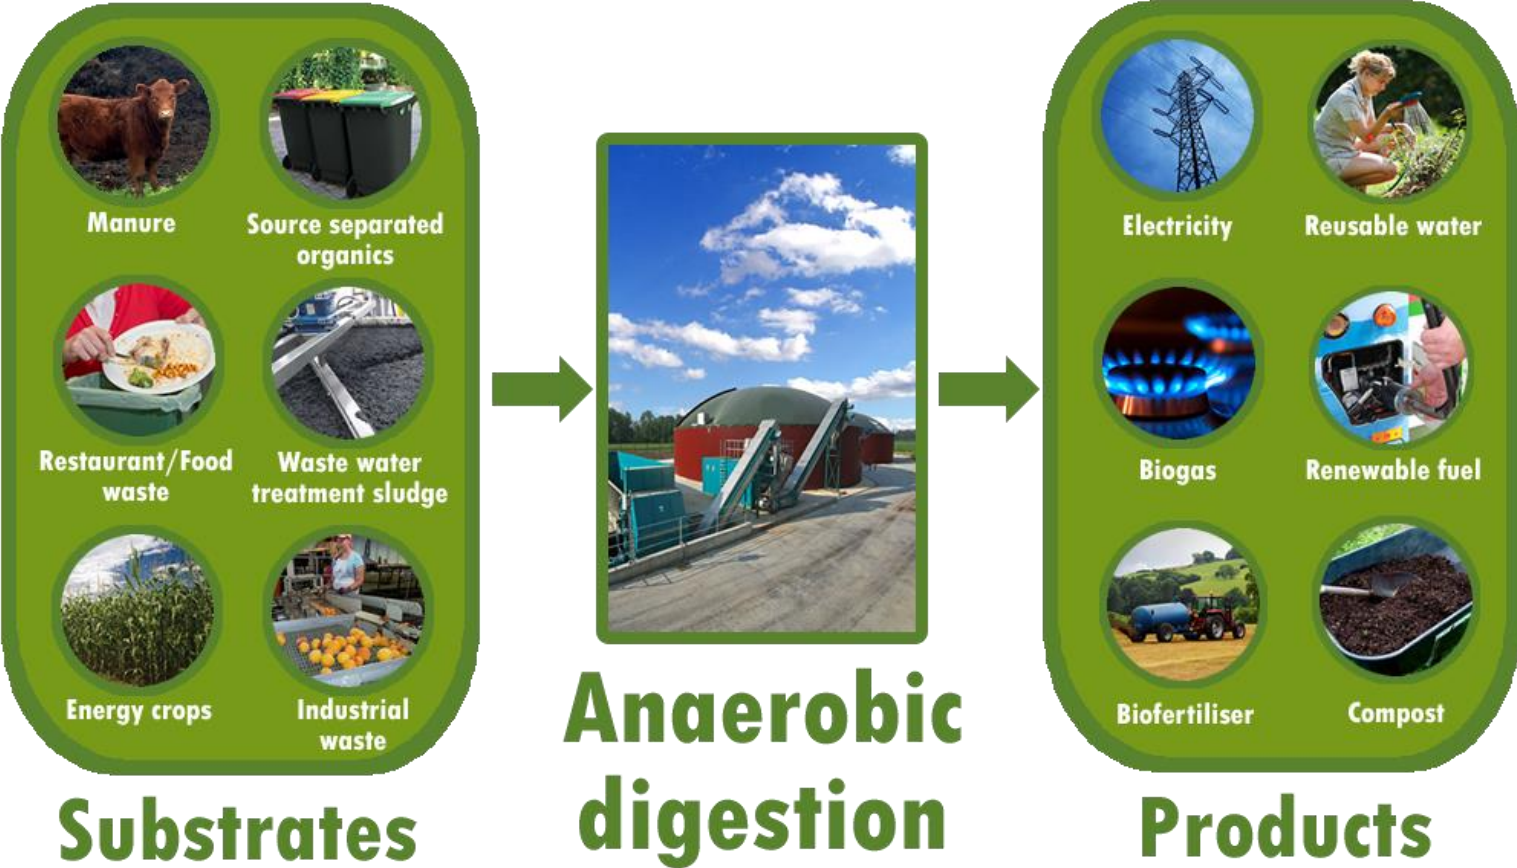 Manure
Source separated
organics
Restaurant/Food
waste
Waste water
treatment sludge
Energy crops
Industrial
waste
Substrates
Anaerobic
digestion
Electricity
Reusable water
Biogas
Renewable fuel
Biofertiliser
Compost
Products